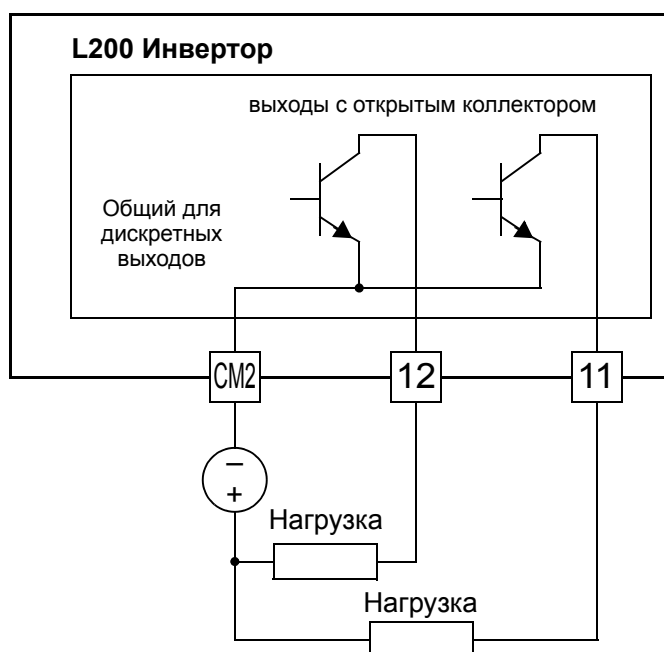 L200 Инвертор
выходы с открытым коллектором
Общий для
дискретных
выходов
CM2
12
11
–
+
Нагрузка
Нагрузка